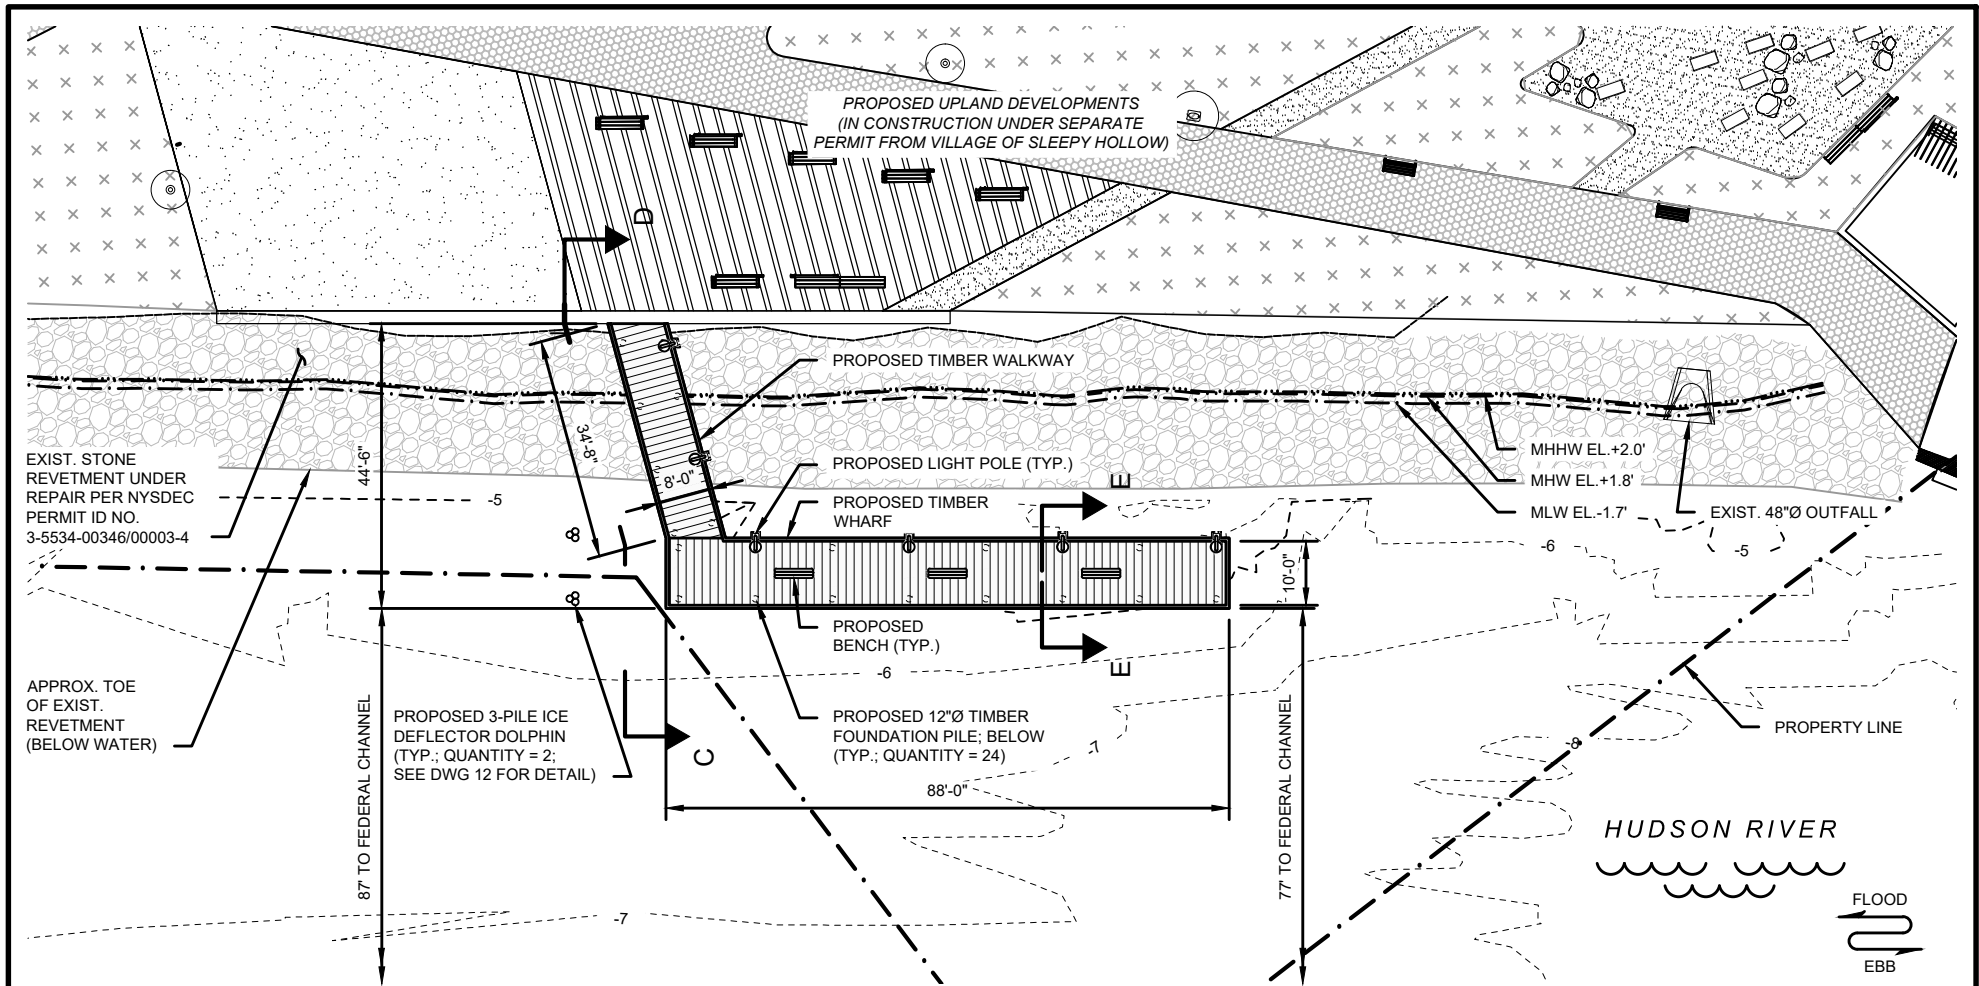 PROPOSED UPLAND DEVELOPMENTS
(IN CONSTRUCTION UNDER SEPARATE
PERMIT FROM VILLAGE OF SLEEPY HOLLOW)
D
PROPOSED TIMBER WALKWAY
34'-8"
44'-6"
8'-0"
PROPOSED LIGHT POLE (TYP.)
PROPOSED TIMBER
WHARF
E
MHHW EL.+2.0'
MHW EL.+1.8'
MLW EL.-1.7'
EXIST. 48"Ø OUTFALL
EXIST. STONE
REVETMENT UNDER
REPAIR PER NYSDEC
PERMIT ID NO.
3-5534-00346/00003-4
-5
-6
-5
10'-0"
PROPOSED
BENCH (TYP.)
E
-6
APPROX. TOE
OF EXIST.
REVETMENT
(BELOW WATER)
PROPOSED 3-PILE ICE
DEFLECTOR DOLPHIN
(TYP.; QUANTITY = 2;
SEE DWG 12 FOR DETAIL)
C
PROPOSED 12"Ø TIMBER
FOUNDATION PILE; BELOW
(TYP.; QUANTITY = 24)
-7
-8
PROPERTY LINE
88'-0"
87' TO FEDERAL CHANNEL
77' TO FEDERAL CHANNEL
HUDSON RIVER
-7
FLOOD
EBB